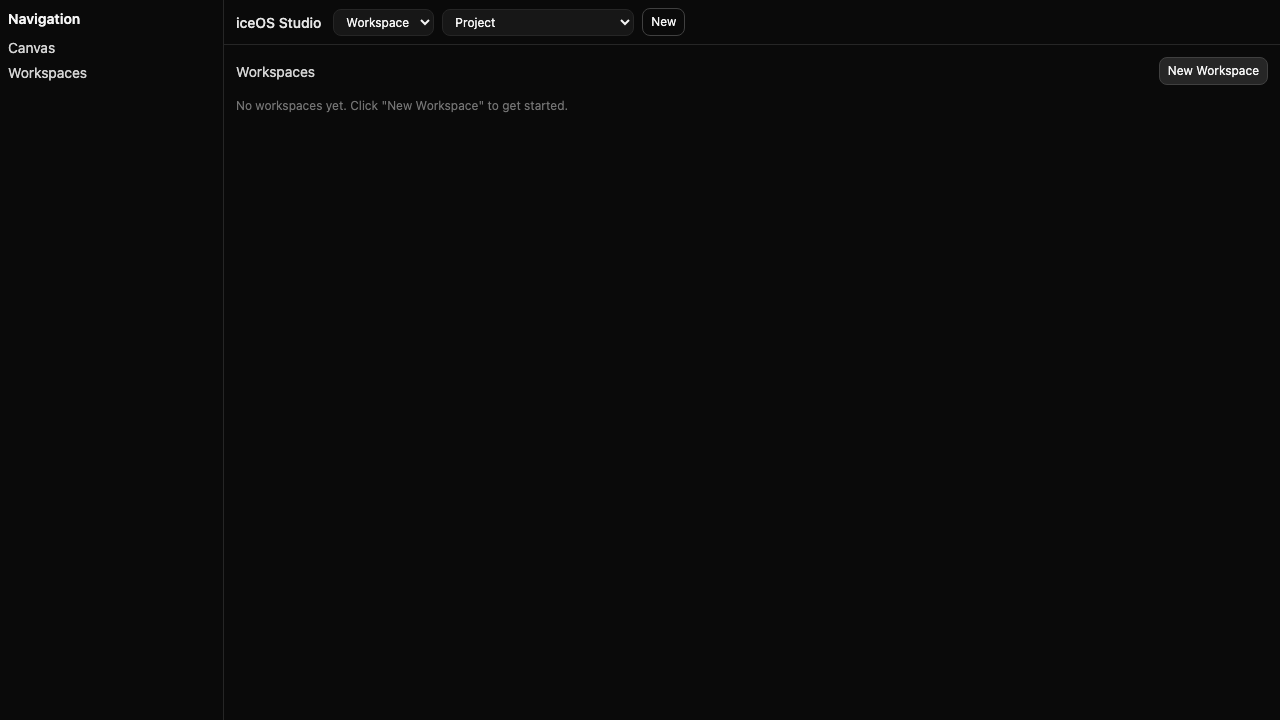 Navigation
Canvas
Workspaces
iceOS Studio Workspace Project New
Workspaces New Workspace
No workspaces yet. Click "New Workspace" to get started.